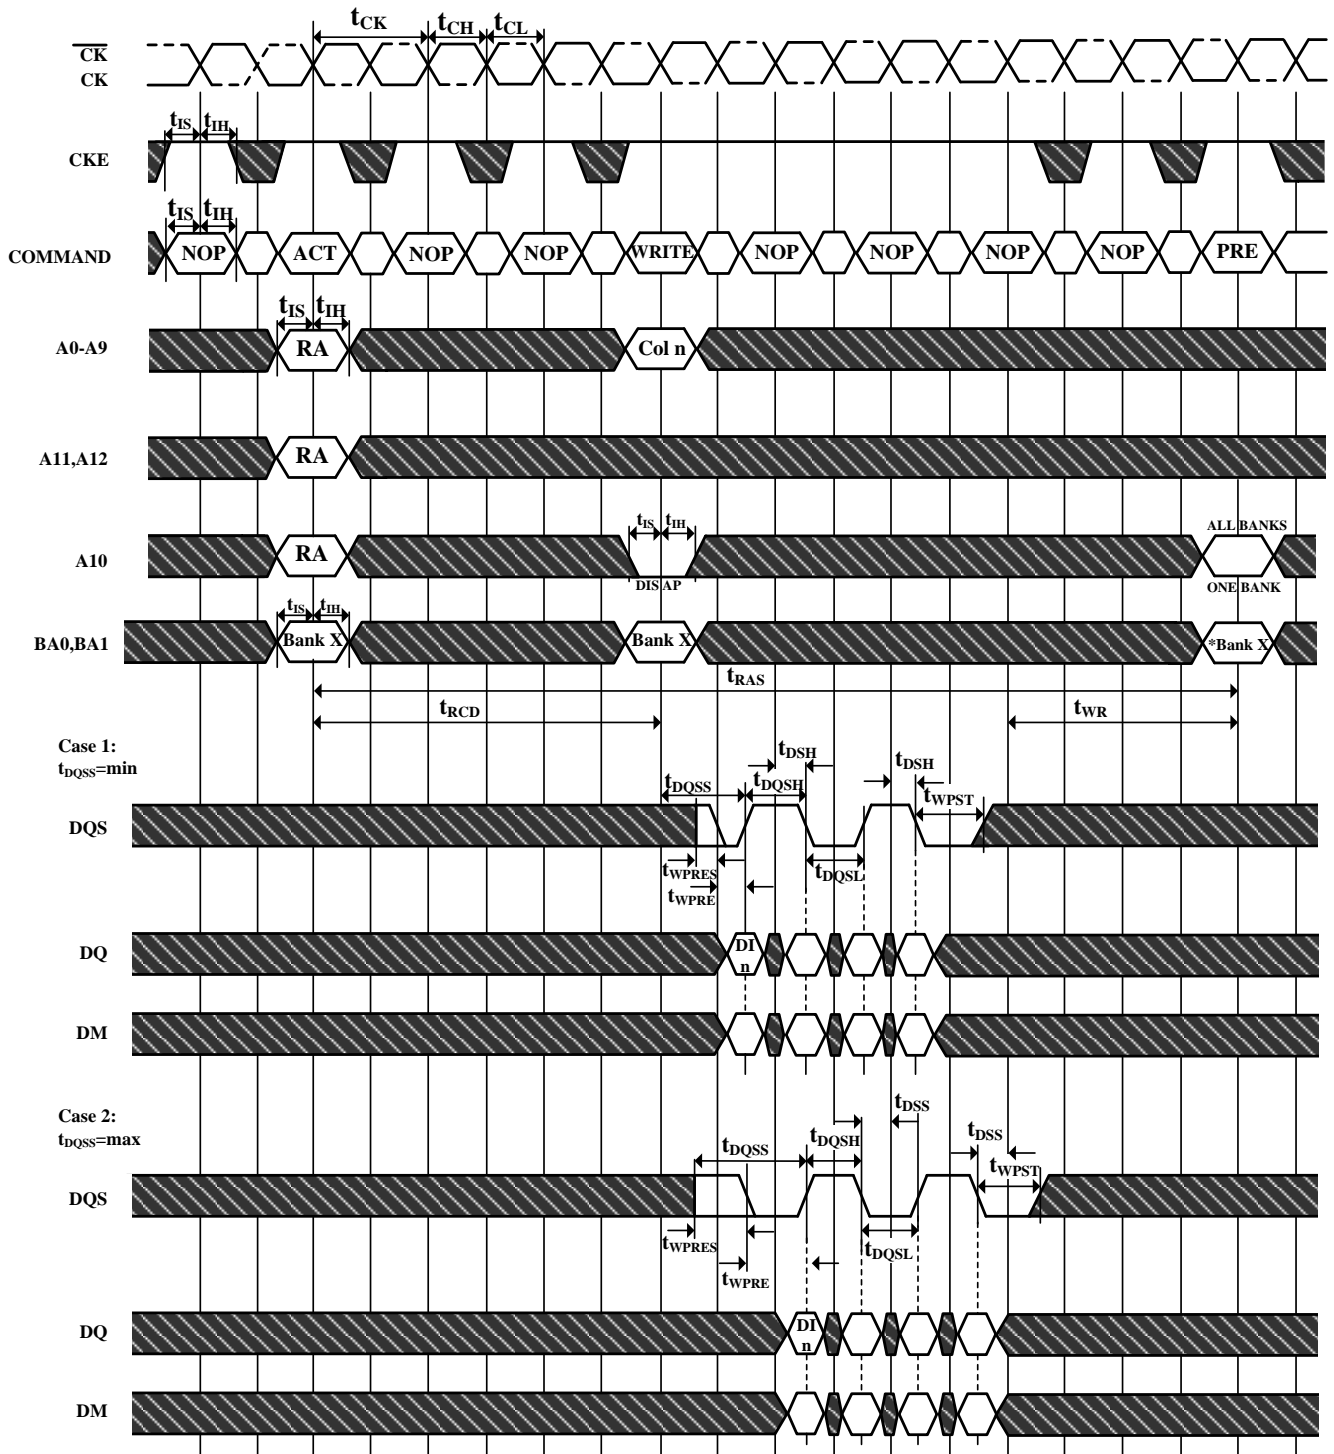 tCK tCH tCL
CK
CK
tIS tIH
CKE
tIS tIH
COMMAND NOP ACT NOP NOP WRITE NOP NOP NOP NOP PRE
tIS tIH
A0-A9 RA Col n
A11,A12 RA
tIS tIH ALL BANKS
A10 RA
DIS AP ONE BANK
tIS tIH
BA0,BA1 Bank X Bank X *Bank X
tRAS
tRCD tWR
Case 1:
tDQSS=min
tDSH tDSH
tDQSS tDQSH tWPST
DQS
tWPRES tDQSL
tWPRE
DQ DI
n
DM
Case 2:
tDQSS=max
tDSS
tDQSS tDQSH tDSS
tWPST
DQS
tWPRES tDQSL
tWPRE
DQ DI
n
DM